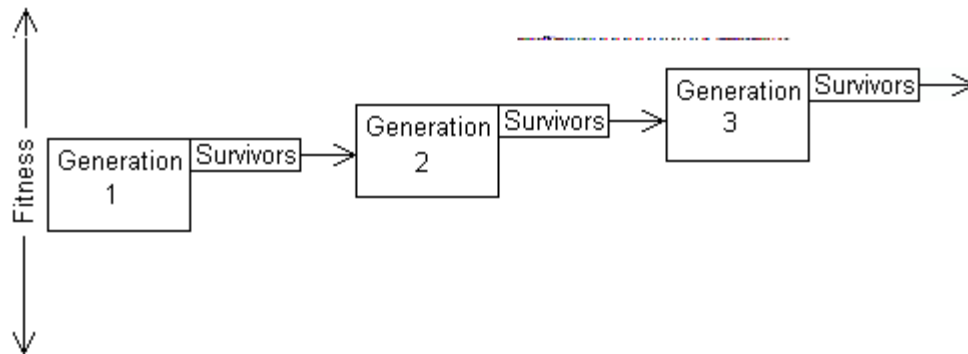 Fitness
Generation
1
Survivors
Generation
2
Survivors
Generation
3
Survivors